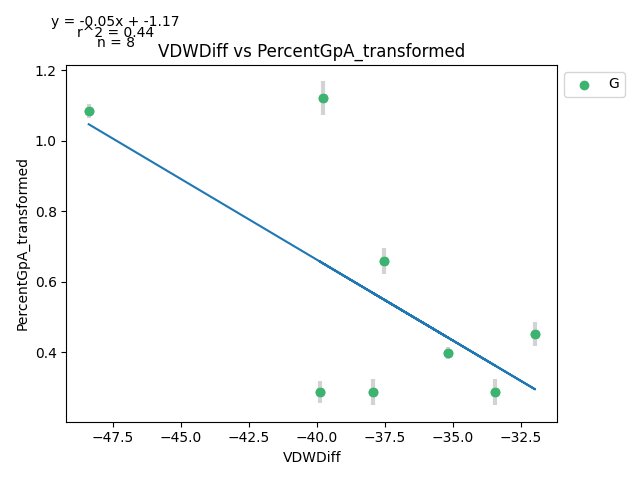 y = -0.05x + -1.17
r^2 = 0.44
n = 8
VDWDiff vs PercentGpA_transformed
G
PercentGpA_transformed
1.2
1.0
0.8
0.6
0.4
−47.5 −45.0 −42.5 −40.0 −37.5 −35.0 −32.5
VDWDiff